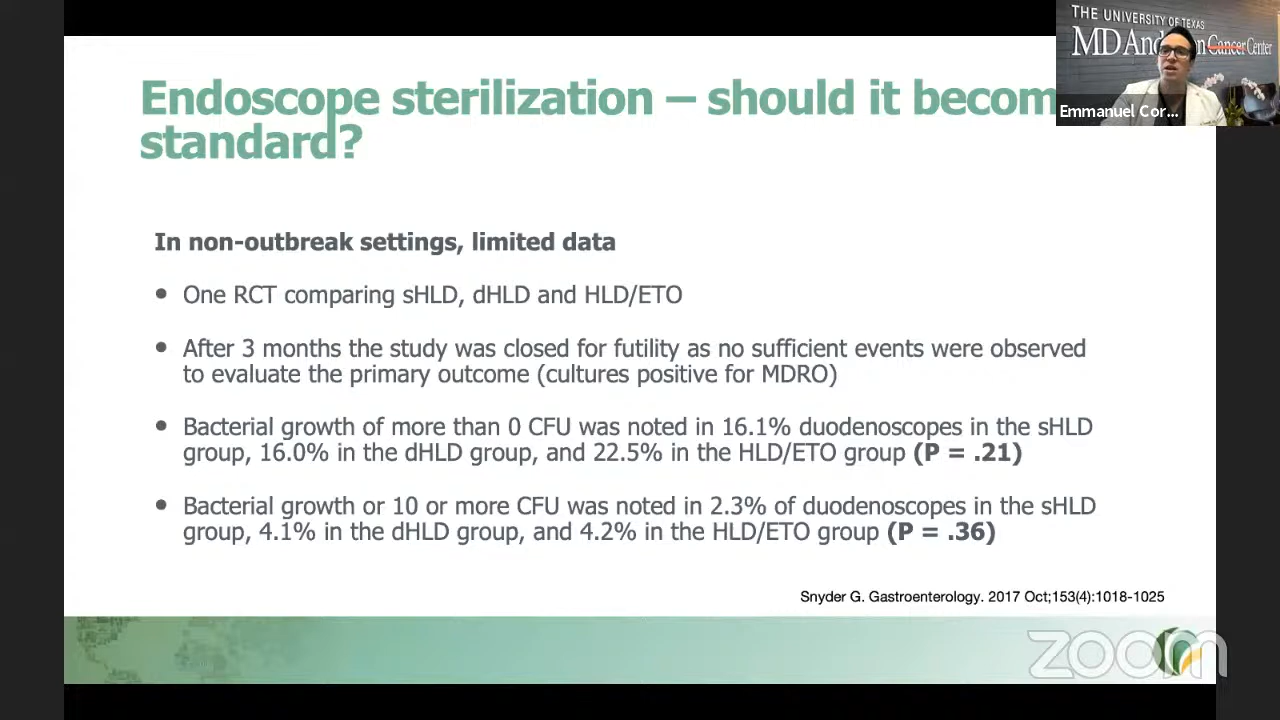 Endoscope sterilization – should it becom
standard?
In non-outbreak settings, limited data
• One RCT comparing sHLD, dHLD and HLD/ETO
• After 3 months the study was closed for futility as no sufficient events were observed
to evaluate the primary outcome (cultures positive for MDRO)
• Bacterial growth of more than 0 CFU was noted in 16.1% duodenoscopes in the sHLD
group, 16.0% in the dHLD group, and 22.5% in the HLD/ETO group (P = .21)
• Bacterial growth or 10 or more CFU was noted in 2.3% of duodenoscopes in the sHLD
group, 4.1% in the dHLD group, and 4.2% in the HLD/ETO group (P = .36)
Snyder G. Gastroenterology. 2017 Oct;153(4):1018-1025
THE UNIVERSITY OF TEXAS
MD And on Cancer Center
Emmanuel Cor...
zoom